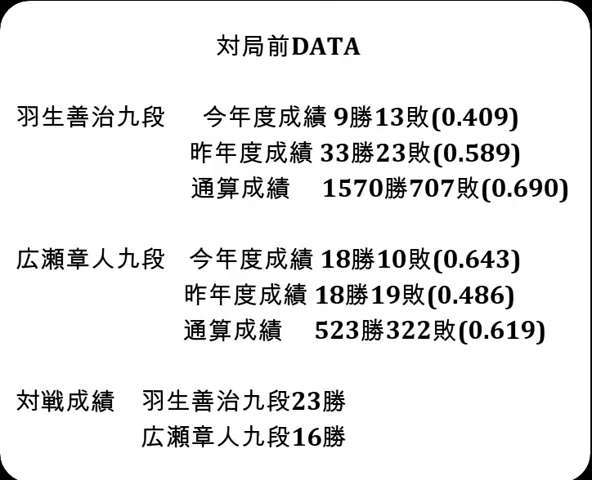 対局前DATA
羽生善治九段 今年度成績 9勝13敗(0.409)
昨年度成績 33勝23敗(0.589)
通算成績 1570勝707敗(0.690)
広瀬章人九段 今年度成績 18勝10敗(0.643)
昨年度成績 18勝19敗(0.486)
通算成績 523勝322敗(0.619)
対戦成績 羽生善治九段23勝
広瀬章人九段16勝